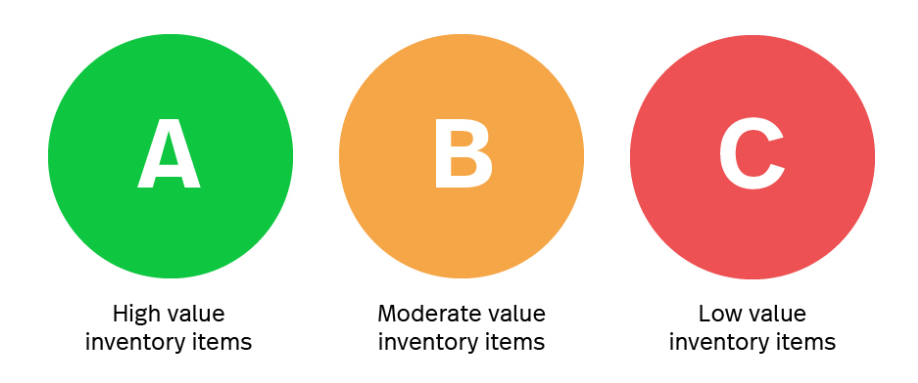 A
B
C
High value
inventory items
Moderate value
inventory items
Low value
inventory items